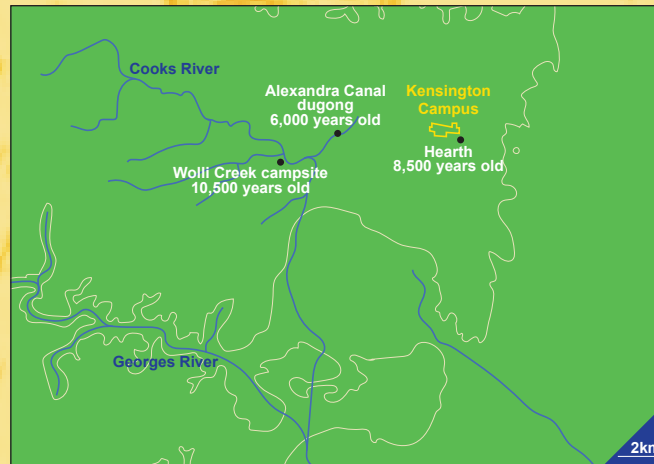 Cooks River
Alexandra Canal
dugong
6,000 years old
Kensington
Campus
Hearth
8,500 years old
Wolli Creek campsite
10,500 years old
Georges River
2km